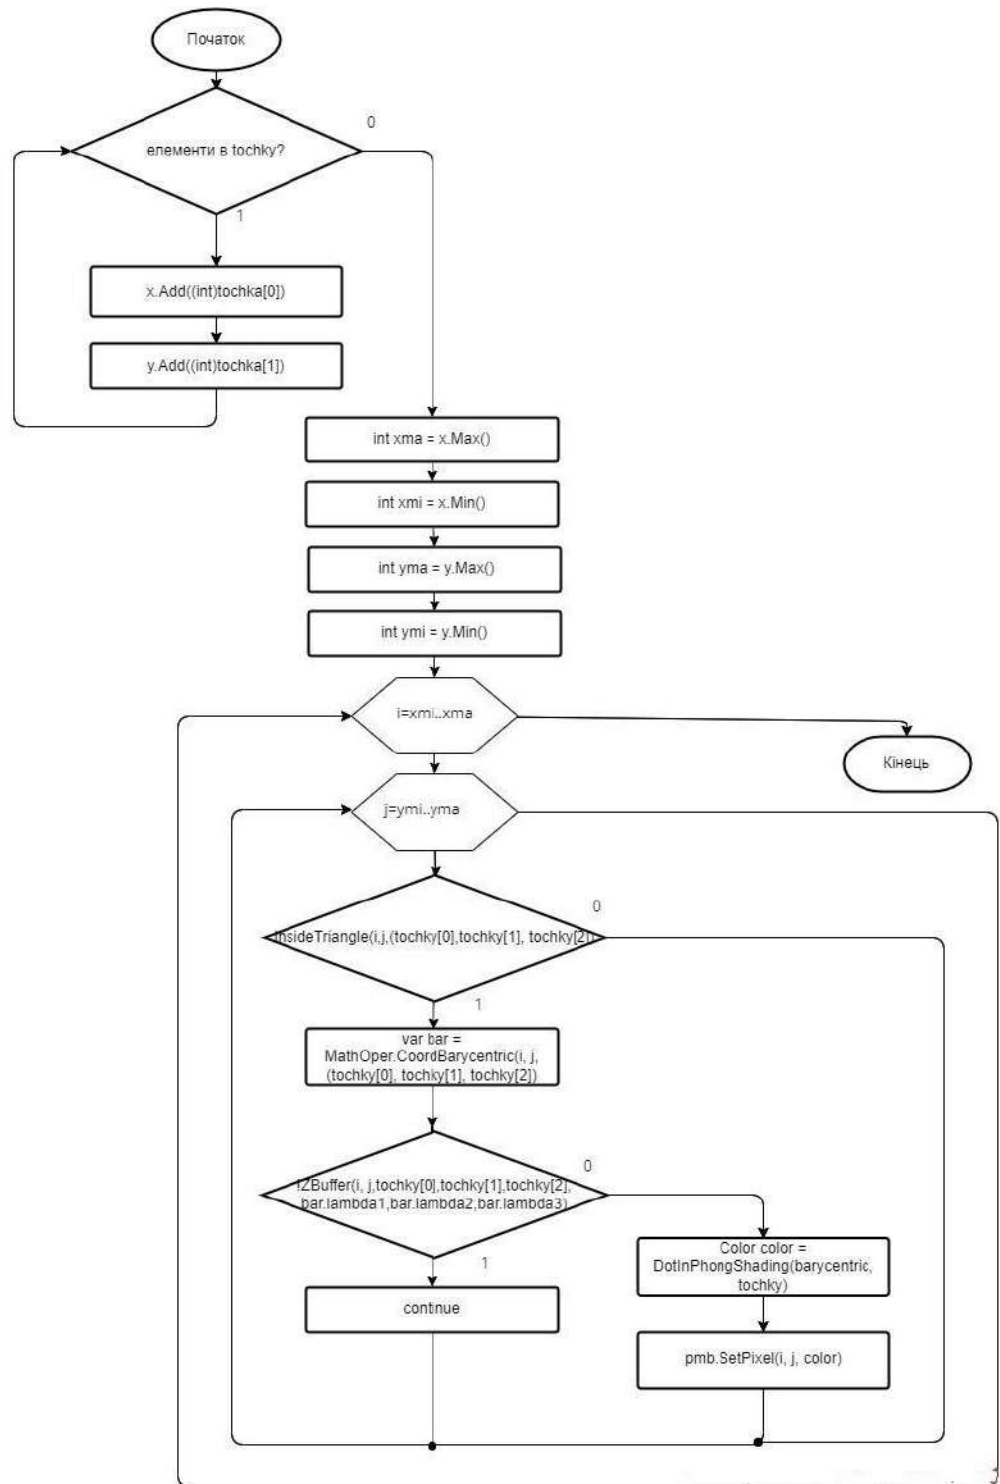 Початок
0
елементи в tochky?
1
x.Add((int)tochka[0])
y.Add((int)tochka[1])
int xma = x.Max()
int xmi = x.Min()
int yma = y.Max()
int ymi = y.Min()
i=xmi..xma
Кінець
j=ymi..yma
0
InsideTriangle(i,j,(tochky[0],tochky[1], tochky[2])
1
var bar =
MathOper.CoordBarycentric(i, j,
(tochky[0], tochky[1], tochky[2])
0
!ZBuffer(i, j,tochky[0],tochky[1],tochky[2],
bar.lambda1,bar.lambda2,bar.lambda3)
1
Color color =
DotInPhongShading(barycentric,
tochky)
continue
pmb.SetPixel(i, j, color)